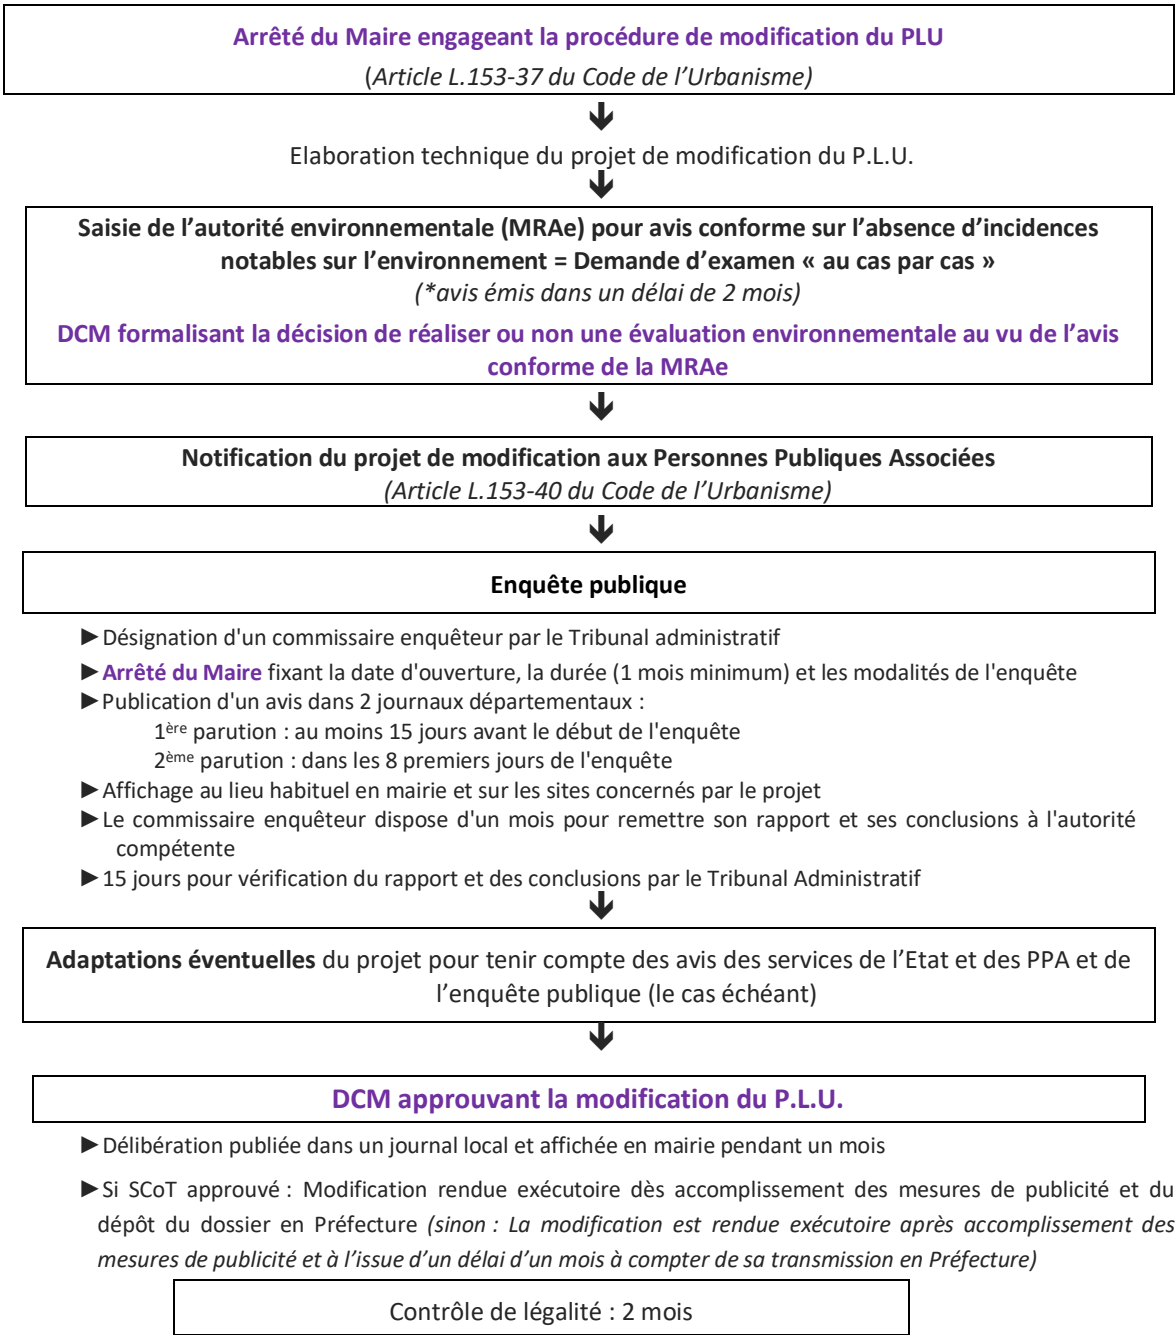 Arrêté du Maire engageant la procédure de modification du PLU
(Article L.153-37 du Code de l’Urbanisme)
Elaboration technique du projet de modification du P.L.U.
Saisie de l’autorité environnementale (MRAe) pour avis conforme sur l’absence d’incidences
notables sur l’environnement = Demande d’examen « au cas par cas »
(*avis émis dans un délai de 2 mois)
DCM formalisant la décision de réaliser ou non une évaluation environnementale au vu de l’avis
conforme de la MRAe
Notification du projet de modification aux Personnes Publiques Associées
(Article L.153-40 du Code de l’Urbanisme)
Enquête publique
►Désignation d'un commissaire enquêteur par le Tribunal administratif
►Arrêté du Maire fixant la date d'ouverture, la durée (1 mois minimum) et les modalités de l'enquête
►Publication d'un avis dans 2 journaux départementaux :
1ère parution : au moins 15 jours avant le début de l'enquête
2ème parution : dans les 8 premiers jours de l'enquête
►Affichage au lieu habituel en mairie et sur les sites concernés par le projet
►Le commissaire enquêteur dispose d'un mois pour remettre son rapport et ses conclusions à l'autorité
compétente
►15 jours pour vérification du rapport et des conclusions par le Tribunal Administratif
Adaptations éventuelles du projet pour tenir compte des avis des services de l’Etat et des PPA et de
l’enquête publique (le cas échéant)
DCM approuvant la modification du P.L.U.
►Délibération publiée dans un journal local et affichée en mairie pendant un mois
►Si SCoT approuvé : Modification rendue exécutoire dès accomplissement des mesures de publicité et du
dépôt du dossier en Préfecture (sinon : La modification est rendue exécutoire après accomplissement des
mesures de publicité et à l’issue d’un délai d’un mois à compter de sa transmission en Préfecture)
Contrôle de légalité : 2 mois